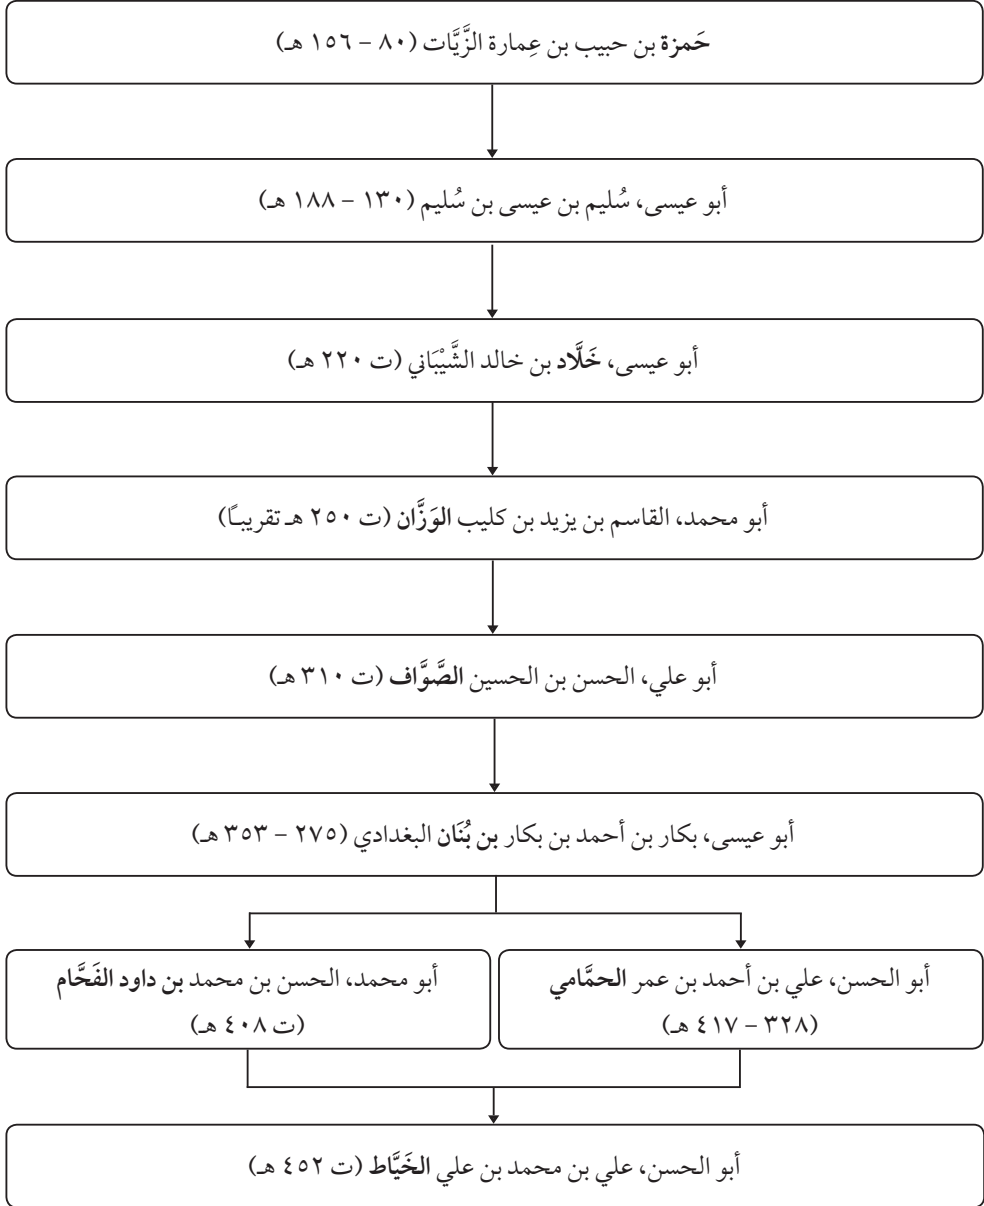 حَمزة بن حبيب بن عِمارة الزَّيَّات (٨٠ – ١٥٦ هـ)
أبو عيسى، سُليم بن عيسى بن سُليم (١٣٠ – ١٨٨ هـ)
أبو عيسى، خَلَّاد بن خالد الشَّيْبَاني (ت ٢٢٠ هـ)
أبو محمد، القاسم بن يزيد بن كليب الوَزَّان (ت ٢٥٠ هـ تقريبـًا)
أبو علي، الحسن بن الحسين الصَّوَّاف (ت ٣١٠ هـ)
أبو عيسى، بكار بن أحمد بن بكار بن بُنَان البغدادي (٢٧٥ – ٣٥٣ هـ)
أبو الحسن، علي بن أحمد بن عمر الحمَّامي
(٣٢٨ – ٤١٧ هـ)
أبو محمد، الحسن بن محمد بن داود الفَحَّام
(ت ٤٠٨ هـ)
أبو الحسن، علي بن محمد بن علي الخَيَّاط (ت ٤٥٢ هـ)